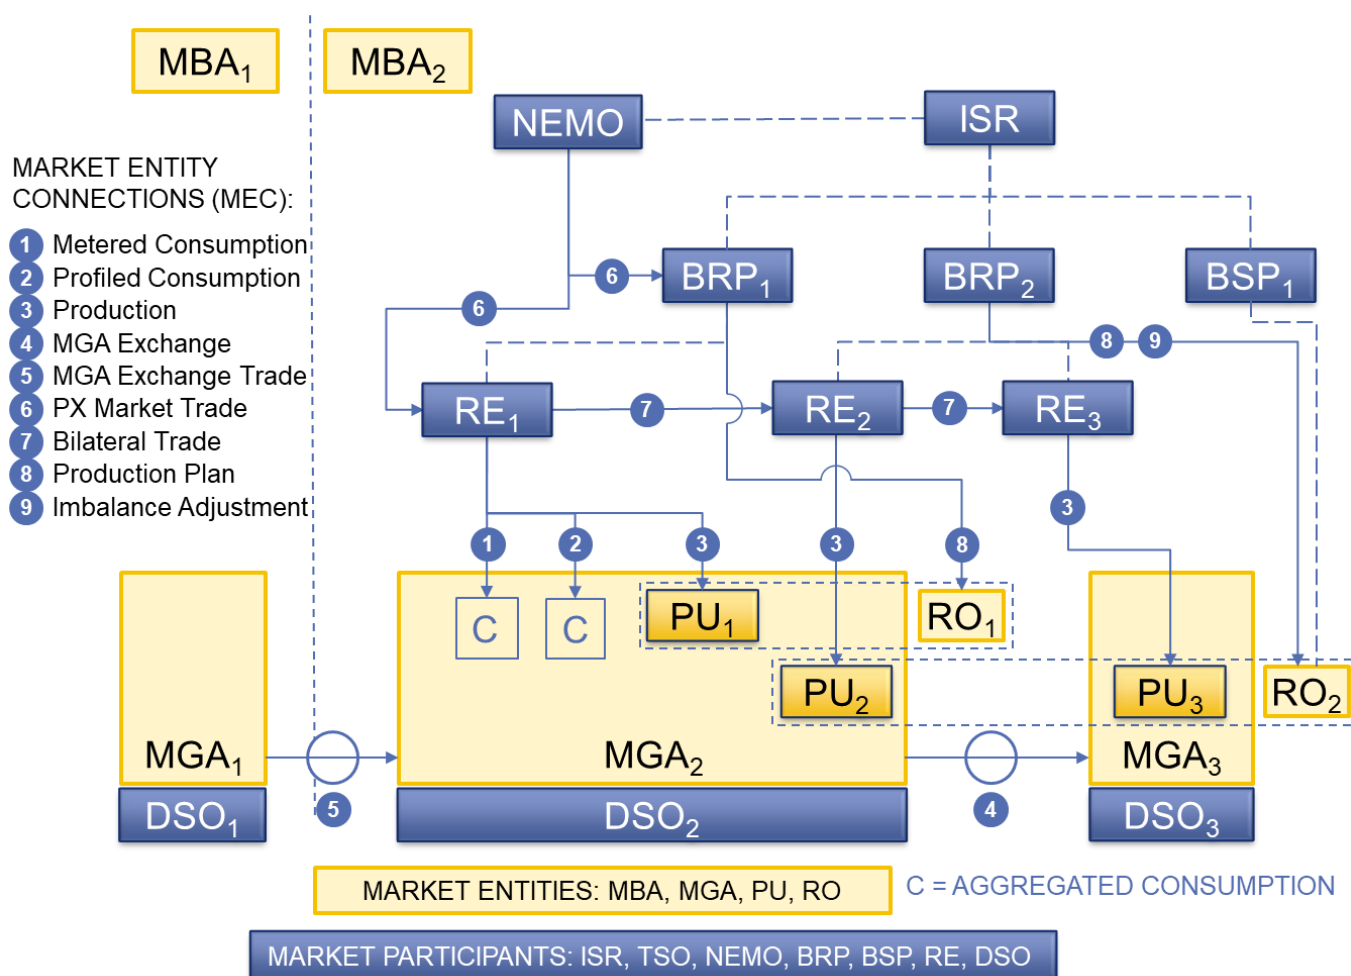 MBA1
MBA2
NEMO
ISR
MARKET ENTITY
CONNECTIONS (MEC):
1 Metered Consumption
2 Profiled Consumption
3 Production
4 MGA Exchange
5 MGA Exchange Trade
6 PX Market Trade
7 Bilateral Trade
8 Production Plan
9 Imbalance Adjustment
6
BRP1
BRP2
BSP1
6
8
9
RE1
7
RE2
7
RE3
3
1
2
3
3
8
C
C
PU1
RO1
PU2
PU3
RO2
MGA1
MGA2
MGA3
DSO1
5
DSO2
4
DSO3
MARKET ENTITIES: MBA, MGA, PU, RO
C = AGGREGATED CONSUMPTION
MARKET PARTICIPANTS: ISR, TSO, NEMO, BRP, BSP, RE, DSO